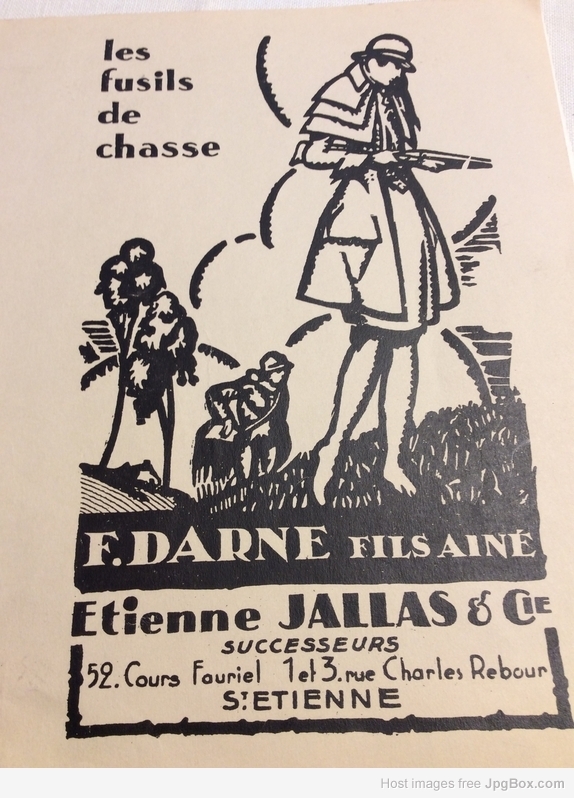 les
fusils
de
chasse
F. DARNE FILS AINÉ
Etienne JALLAS & CIE
SUCCESSEURS
52. Cours Fauriel 1 et 3. rue Charles Rebour
ST ETIENNE
Host images free JpgBox.com